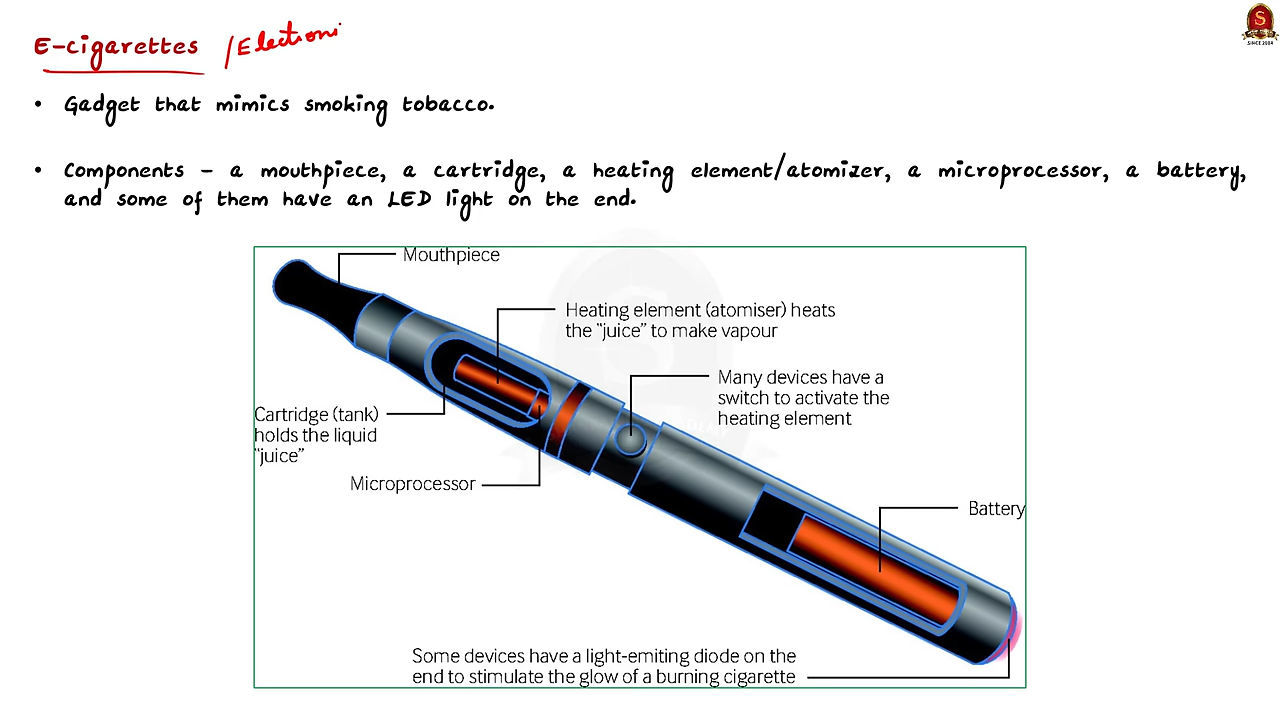 E-cigarettes /Electroni
• Gadget that mimics smoking tobacco.
• Components - a mouthpiece, a cartridge, a heating element/atomizer, a microprocessor, a battery,
and some of them have an LED light on the end.
Mouthpiece
Heating element (atomiser) heats
the "juice" to make vapour
Many devices have a
switch to activate the
heating element
Cartridge (tank)
holds the liquid
"juice"
Microprocessor
Battery
Some devices have a light-emiting diode on the
end to stimulate the glow of a burning cigarette
S
SINCE 2004